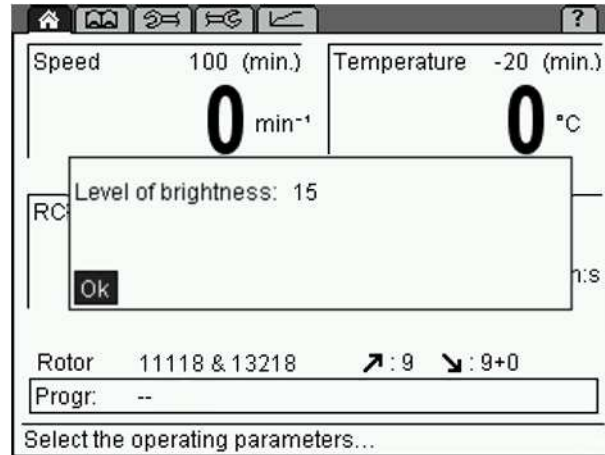 ?
Speed 100 (min.)
0 min⁻¹
Temperature -20 (min.)
0 °C
RC
Level of brightness: 15
Ok
n:s
Rotor 11118 & 13218 ↗: 9 ↘: 9+0
Progr: --
Select the operating parameters...